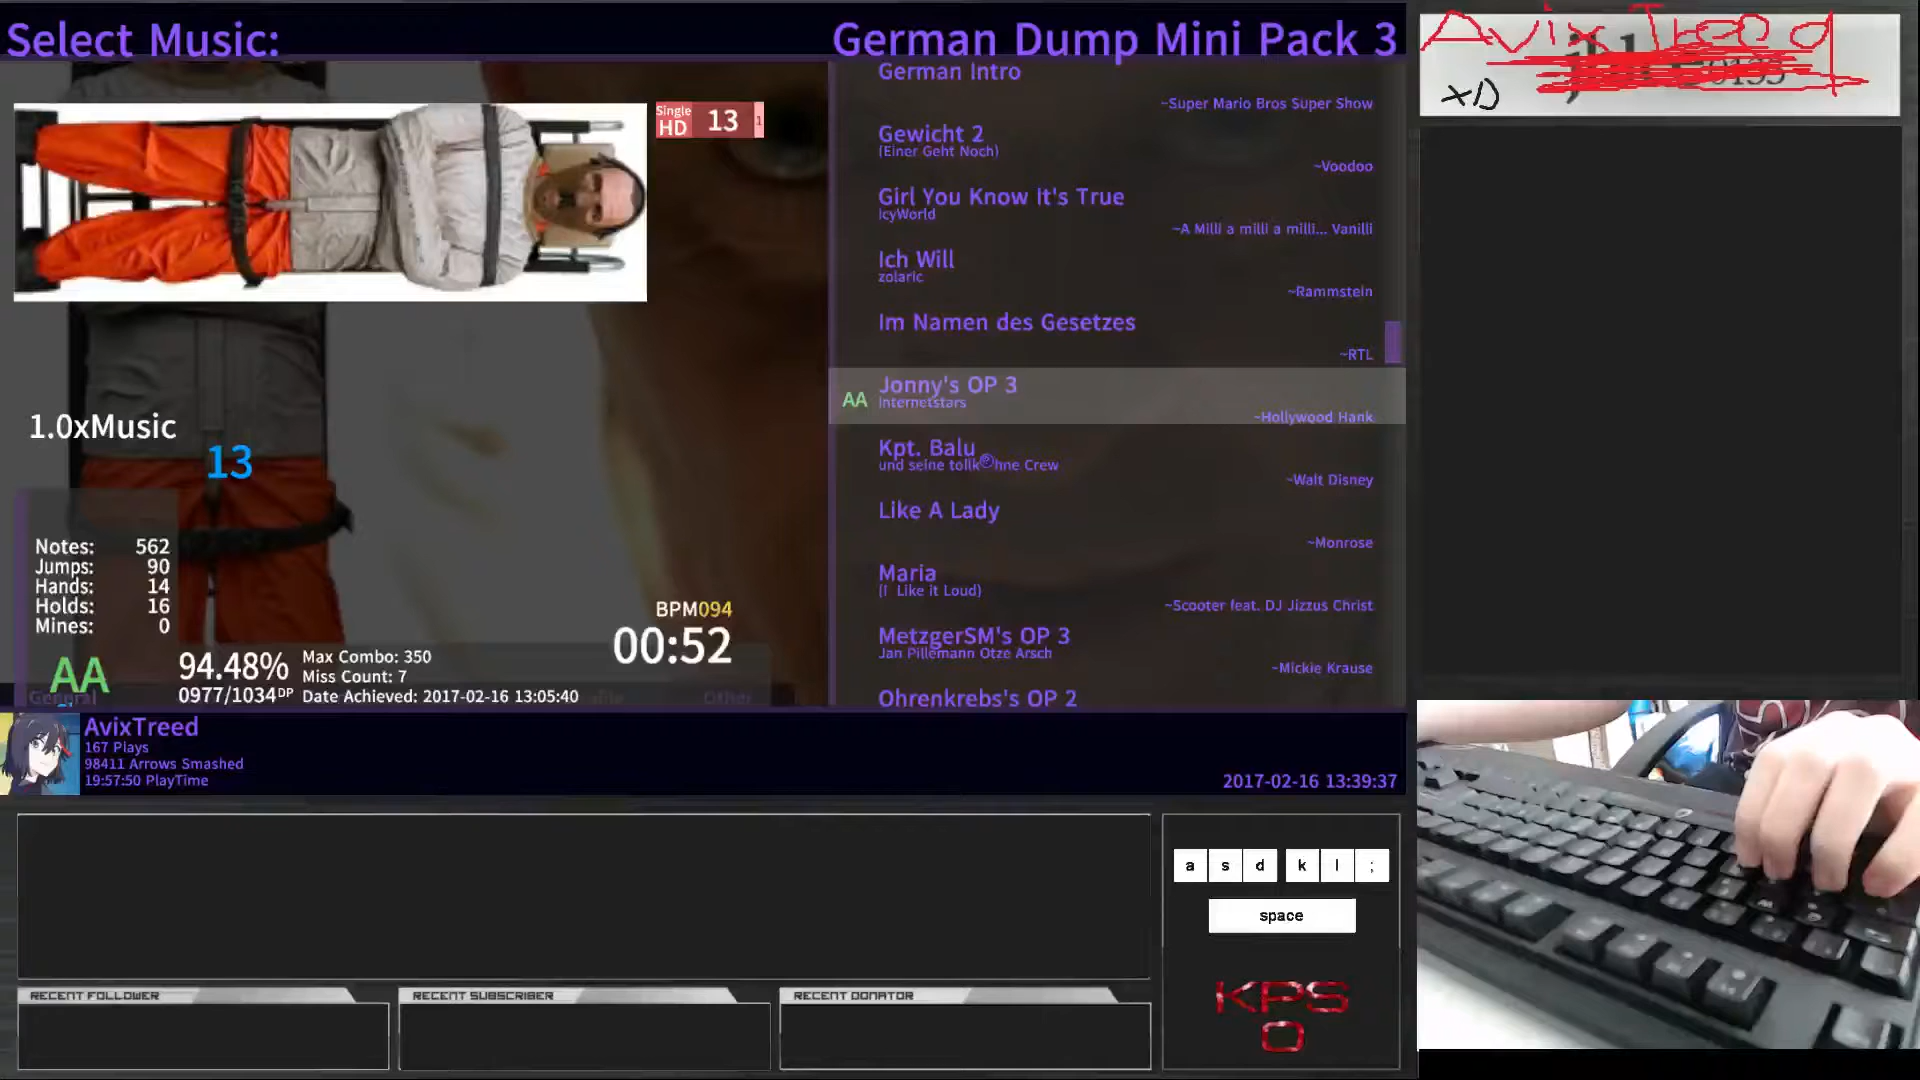 Select Music:
German Dump Mini Pack 3
Avix Treed
xD
Single
HD 13 1
German Intro
~Super Mario Bros Super Show
Gewicht 2
(Einer Geht Noch)
~Voodoo
Girl You Know It's True
IcyWorld
~A Milli a milli a milli... Vanilli
Ich Will
zolaric
~Rammstein
Im Namen des Gesetzes
~RTL
AA
Jonny's OP 3
Internetstars
~Hollywood Hank
Kpt. Balu
und seine tollk hne Crew
~Walt Disney
Like A Lady
~Monrose
Maria
(I Like it Loud)
~Scooter feat. DJ Jizzus Christ
MetzgerSM's OP 3
Jan Pillemann Otze Arsch
~Mickie Krause
Ohrenkrebs's OP 2
1.0xMusic
13
Notes: 562
Jumps: 90
Hands: 14
Holds: 16
Mines: 0
BPM094
00:52
AA
94.48%
0977/1034DP
Max Combo: 350
Miss Count: 7
Date Achieved: 2017-02-16 13:05:40
General
Other
AvixTreed
167 Plays
98411 Arrows Smashed
19:57:50 PlayTime
2017-02-16 13:39:37
a s d k l ;
space
KPS
0
RECENT FOLLOWER
RECENT SUBSCRIBER
RECENT DONATOR